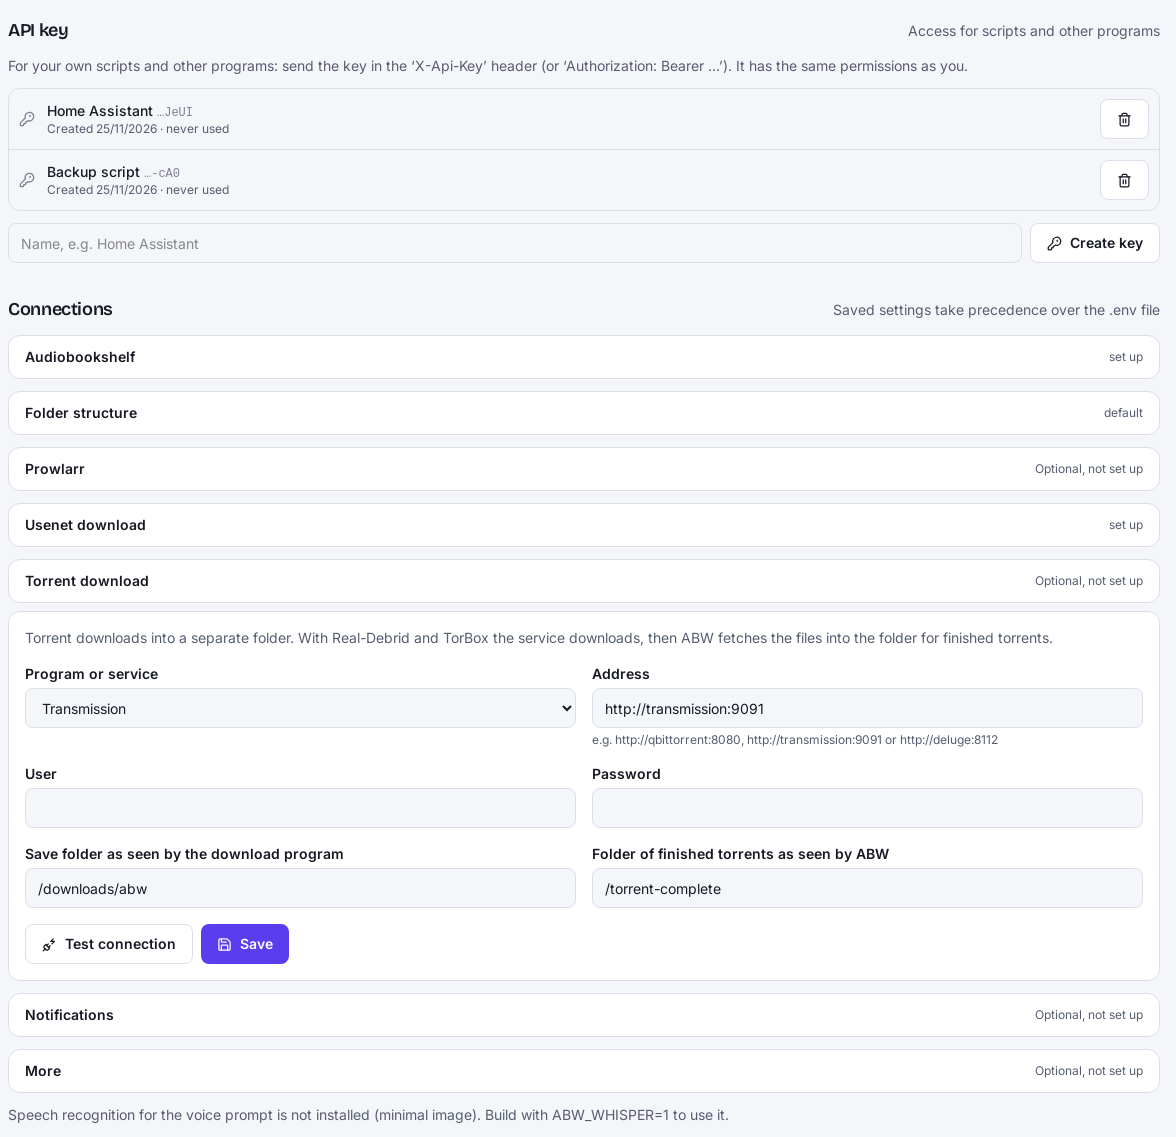 API key
Access for scripts and other programs
For your own scripts and other programs: send the key in the ‘X-Api-Key’ header (or ‘Authorization: Bearer ...’). It has the same permissions as you.
Home Assistant …JeUI
Created 25/11/2026 · never used
Backup script …-cA0
Created 25/11/2026 · never used
Name, e.g. Home Assistant
Create key
Connections
Saved settings take precedence over the .env file
Audiobookshelf
set up
Folder structure
default
Prowlarr
Optional, not set up
Usenet download
set up
Torrent download
Optional, not set up
Torrent downloads into a separate folder. With Real-Debrid and TorBox the service downloads, then ABW fetches the files into the folder for finished torrents.
Program or service
Address
Transmission
http://transmission:9091
e.g. http://qbittorrent:8080, http://transmission:9091 or http://deluge:8112
User
Password
Save folder as seen by the download program
Folder of finished torrents as seen by ABW
/downloads/abw
/torrent-complete
Test connection
Save
Notifications
Optional, not set up
More
Optional, not set up
Speech recognition for the voice prompt is not installed (minimal image). Build with ABW_WHISPER=1 to use it.